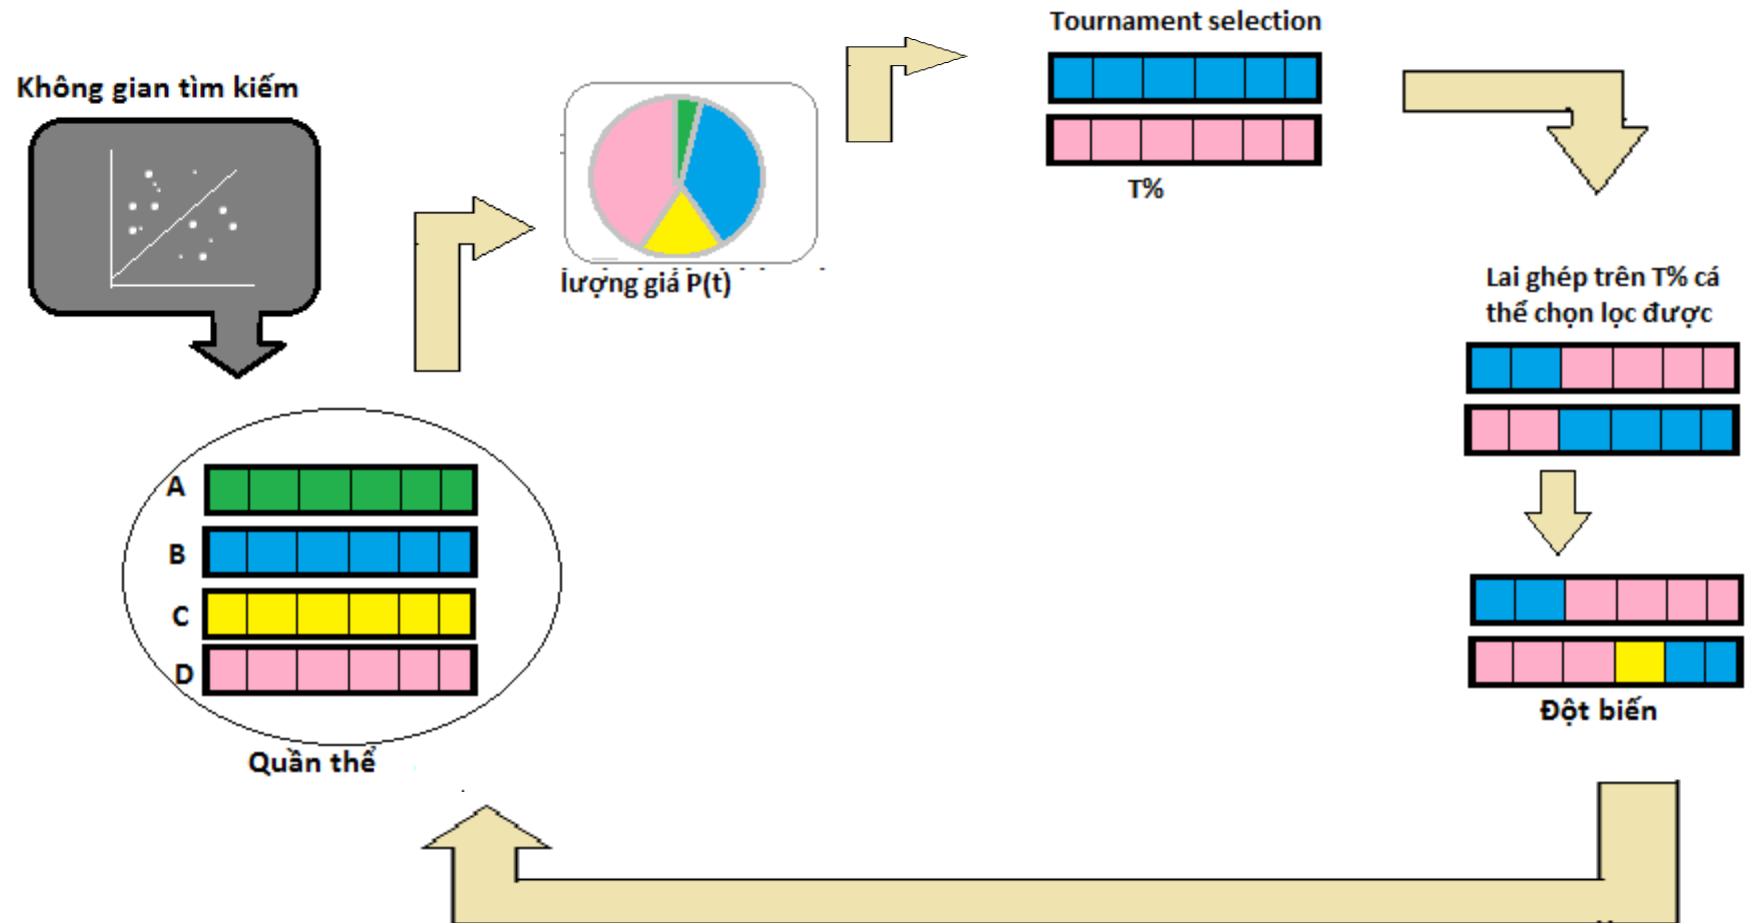 Không gian tìm kiếm
A
B
C
D
Quần thể
lượng giá P(t)
Tournament selection
T%
Lai ghép trên T% cá
thể chọn lọc được
Đột biến